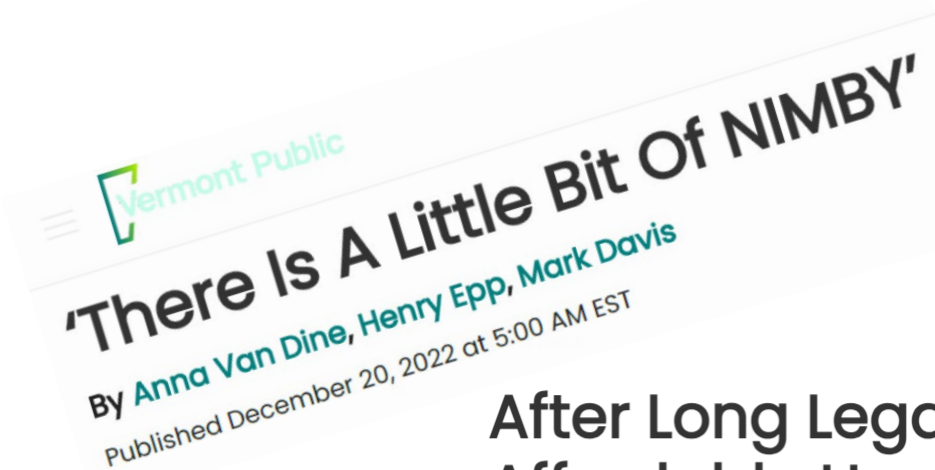 Vermont Public
‘There Is A Little Bit Of NIMBY’
By Anna Van Dine, Henry Epp, Mark Davis
Published December 20, 2022 at 5:00 AM EST
After Long